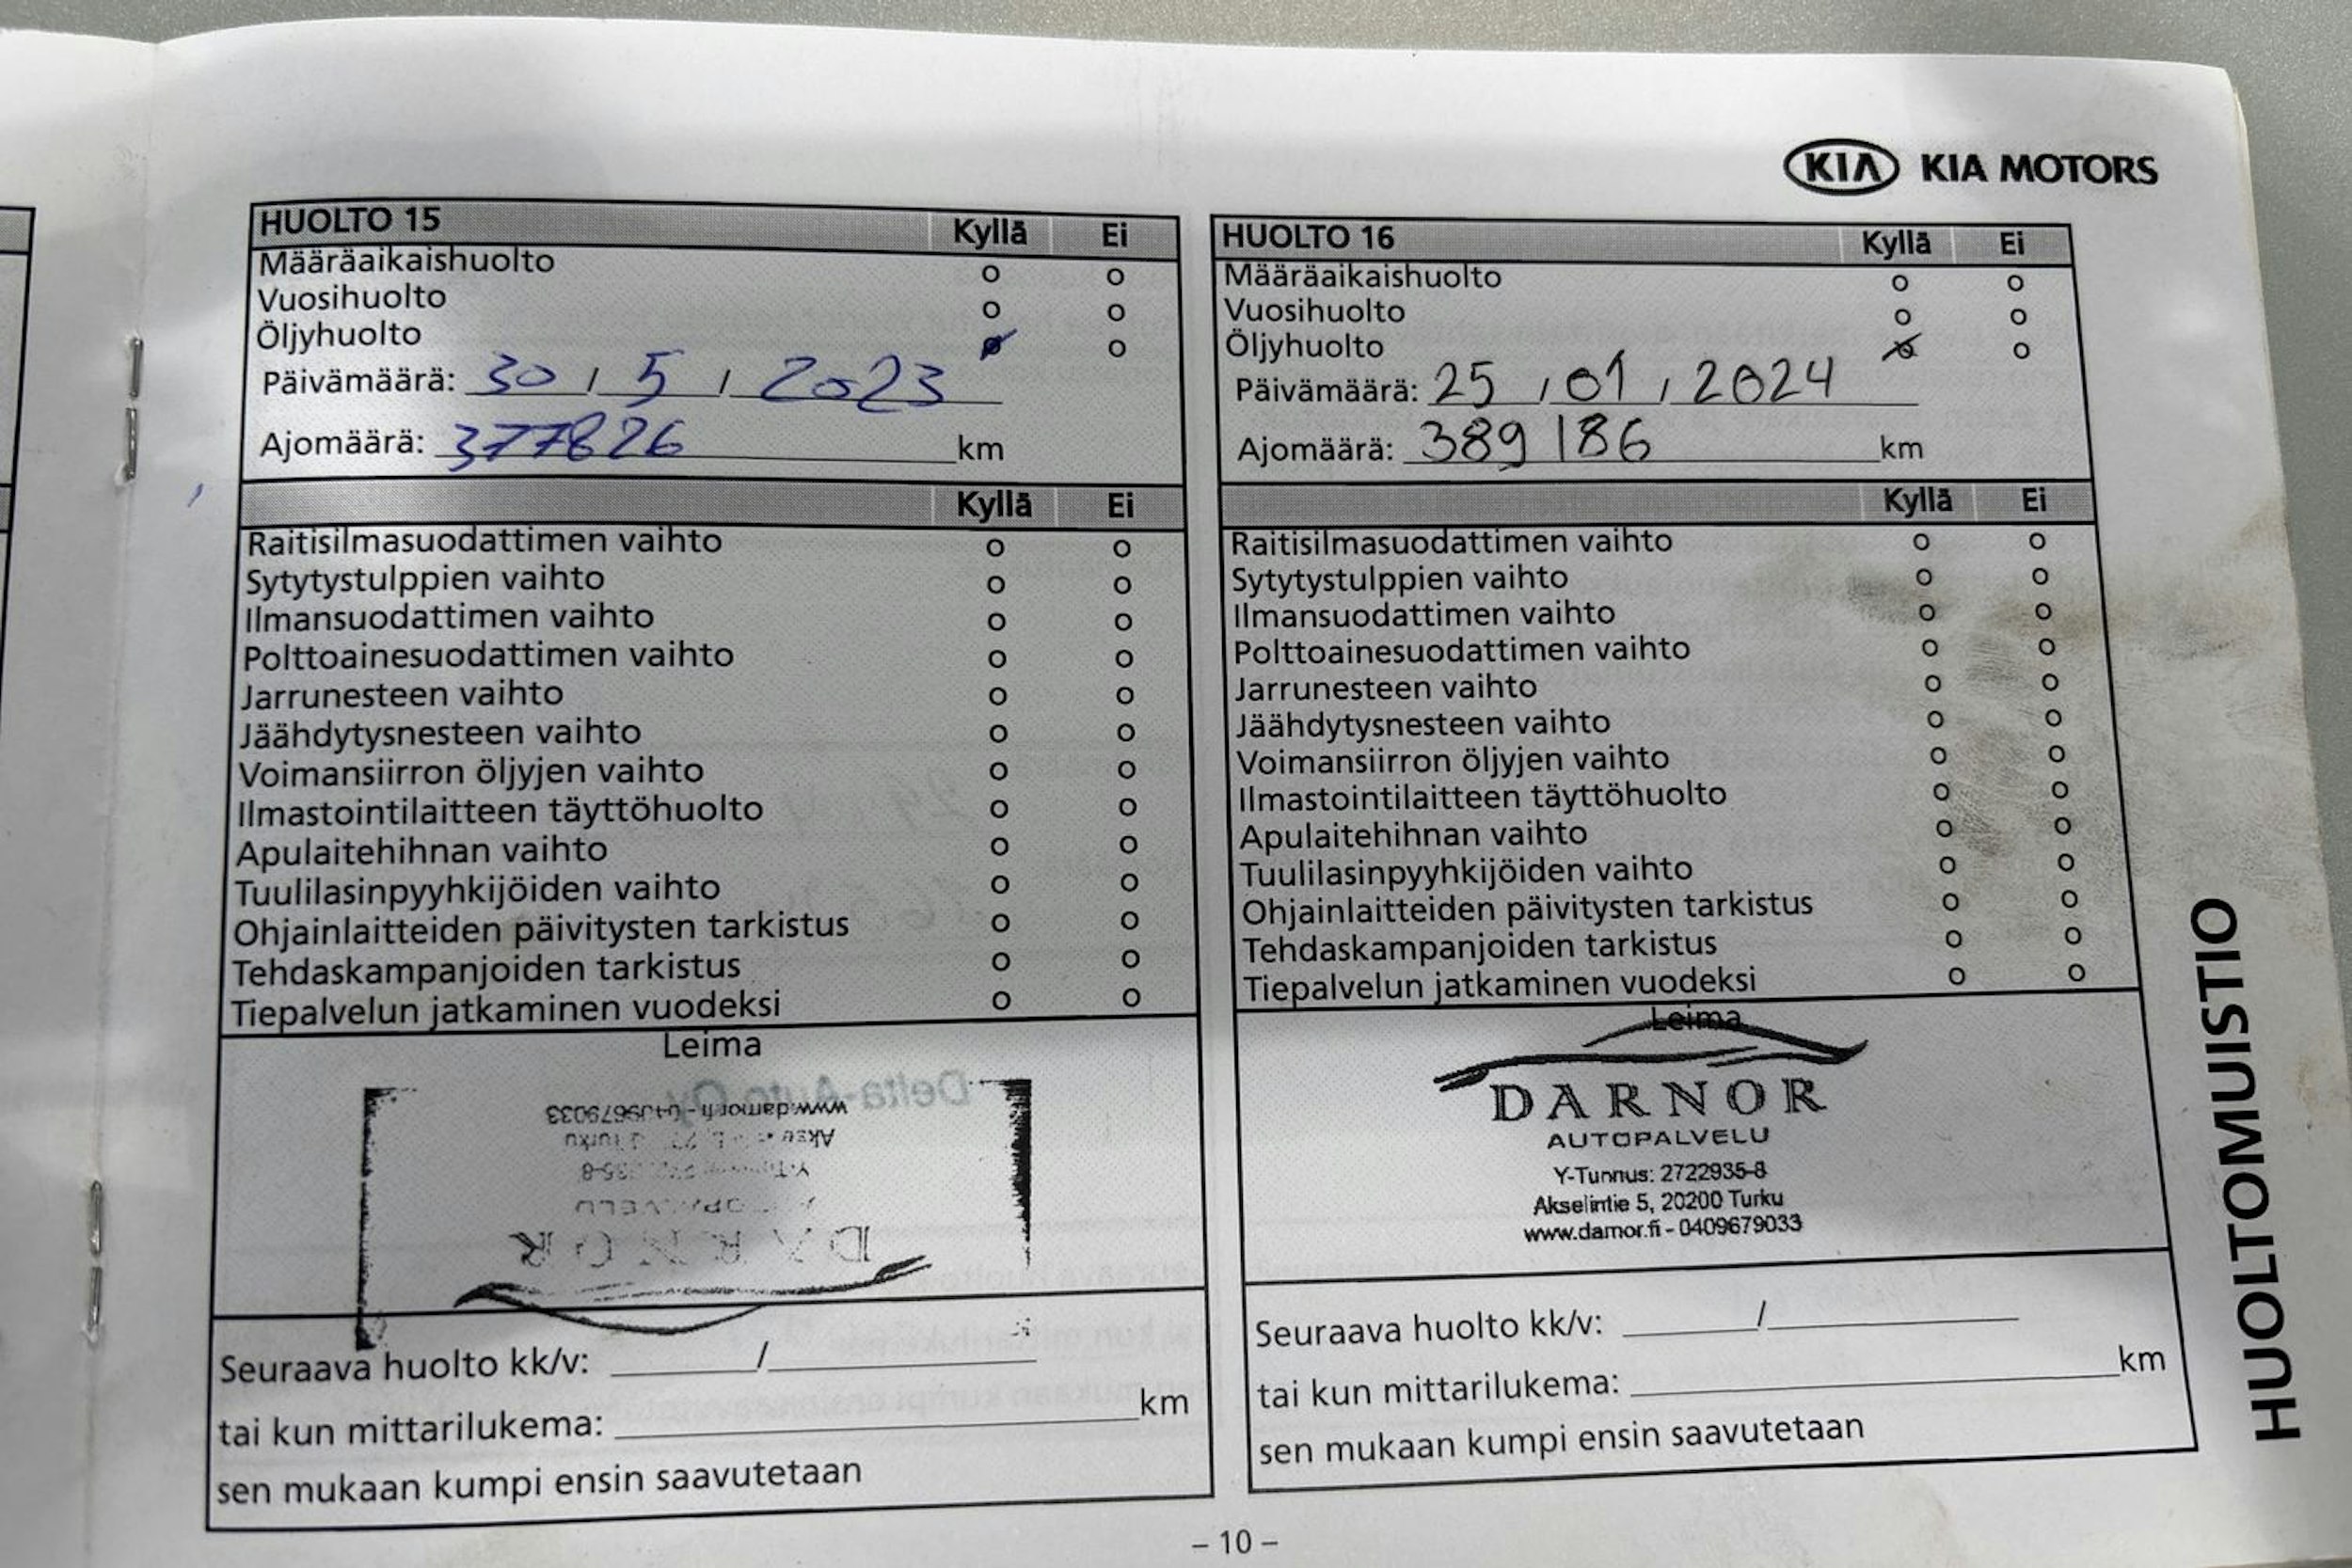 KIA KIA MOTORS
HUOLTO 15 Kyllä Ei
Määräaikaishuolto o o
Vuosihuolto o o
Öljyhuolto o
Päivämäärä: 30 / 5 / 2023
Ajomäärä: 377826 km
Kyllä Ei
Raitisilmasuodattimen vaihto o o
Sytytystulppien vaihto o o
Ilmansuodattimen vaihto o o
Polttoainesuodattimen vaihto o o
Jarrunesteen vaihto o o
Jäähdytysnesteen vaihto o o
Voimansiirron öljyjen vaihto o o
Ilmastointilaitteen täyttöhuolto o o
Apulaitehihnan vaihto o o
Tuulilasinpyyhkijöiden vaihto o o
Ohjainlaitteiden päivitysten tarkistus o o
Tehdaskampanjoiden tarkistus o o
Tiepalvelun jatkaminen vuodeksi o o
Leima
DARNOR
Seuraava huolto kk/v: /
tai kun mittarilukema: km
sen mukaan kumpi ensin saavutetaan
HUOLTO 16 Kyllä Ei
Määräaikaishuolto o o
Vuosihuolto o o
Öljyhuolto o
Päivämäärä: 25 / 01 / 2024
Ajomäärä: 389186 km
Kyllä Ei
Raitisilmasuodattimen vaihto o o
Sytytystulppien vaihto o o
Ilmansuodattimen vaihto o o
Polttoainesuodattimen vaihto o o
Jarrunesteen vaihto o o
Jäähdytysnesteen vaihto o o
Voimansiirron öljyjen vaihto o o
Ilmastointilaitteen täyttöhuolto o o
Apulaitehihnan vaihto o o
Tuulilasinpyyhkijöiden vaihto o o
Ohjainlaitteiden päivitysten tarkistus o o
Tehdaskampanjoiden tarkistus o o
Tiepalvelun jatkaminen vuodeksi o o
Leima
DARNOR
AUTOPALVELU
Y-Tunnus: 2722935-8
Akselintie 5, 20200 Turku
www.darnor.fi - 0409679033
Seuraava huolto kk/v: /
tai kun mittarilukema: km
sen mukaan kumpi ensin saavutetaan
HUOLTOMUISTIO
– 10 –